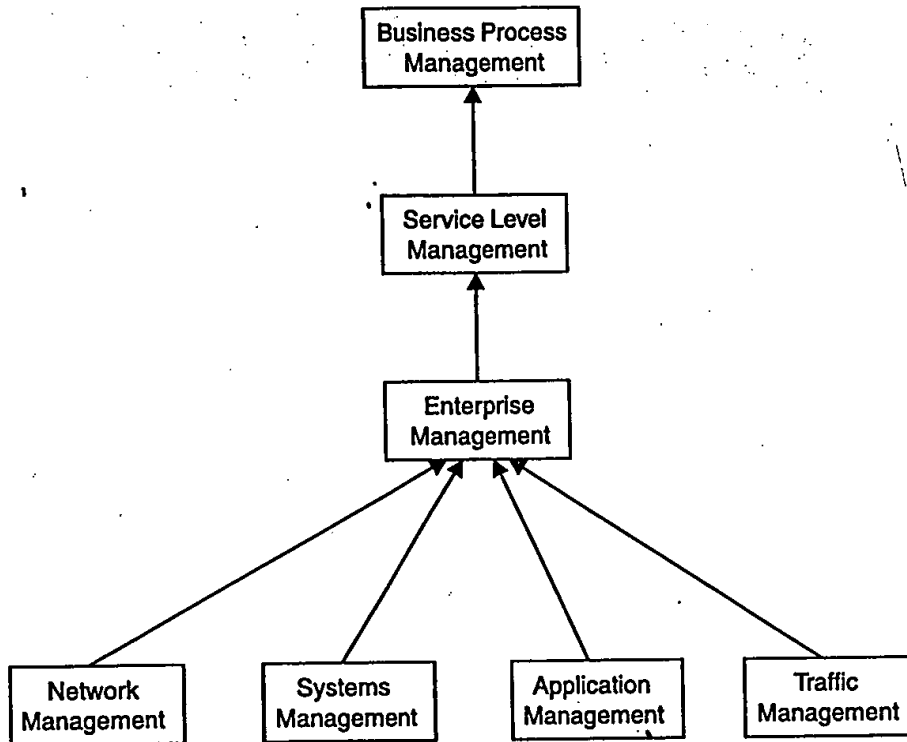 Business Process
Management
Service Level
Management
Enterprise
Management
Network
Management
Systems
Management
Application
Management
Traffic
Management